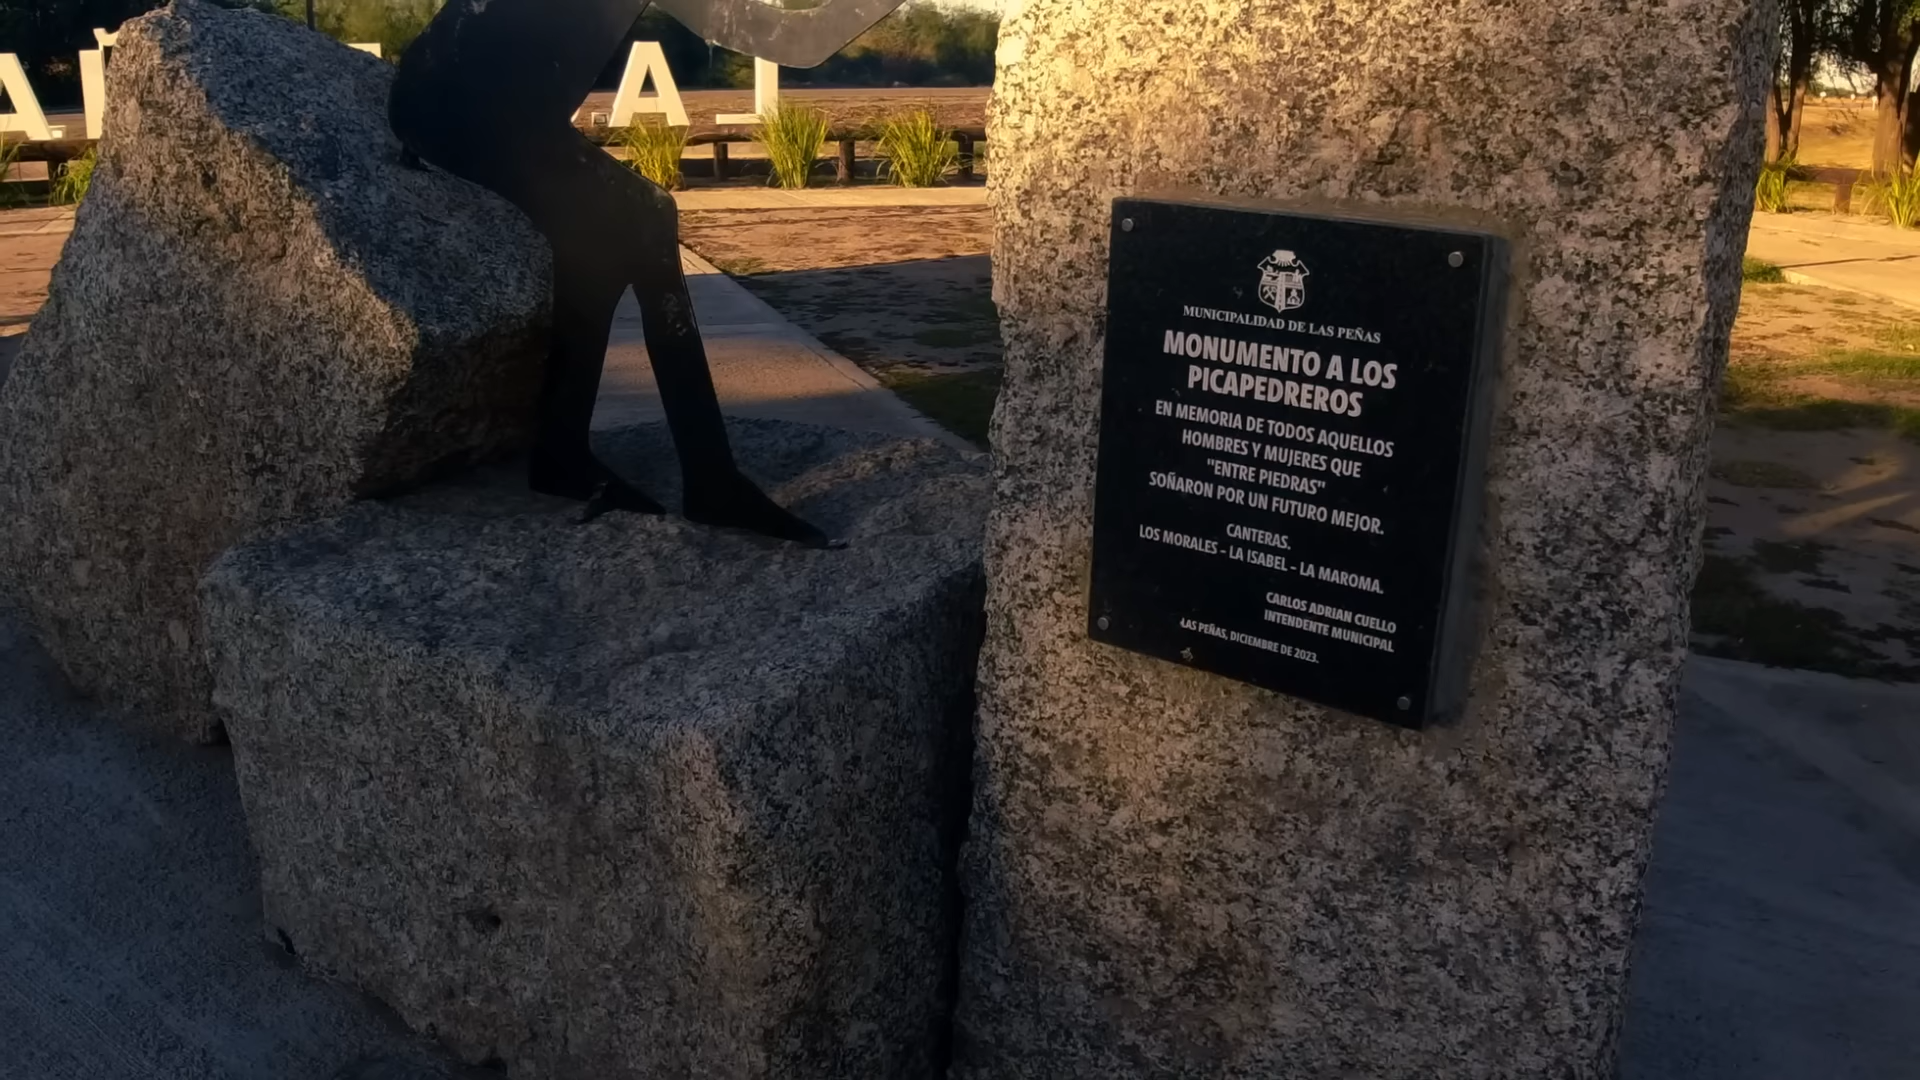 MUNICIPALIDAD DE LAS PEÑAS
MONUMENTO A LOS
PICAPEDREROS
EN MEMORIA DE TODOS AQUELLOS
HOMBRES Y MUJERES QUE
"ENTRE PIEDRAS"
SOÑARON POR UN FUTURO MEJOR.
CANTERAS.
LOS MORALES - LA ISABEL - LA MAROMA.
CARLOS ADRIAN CUELLO
INTENDENTE MUNICIPAL
LAS PEÑAS, DICIEMBRE DE 2023.